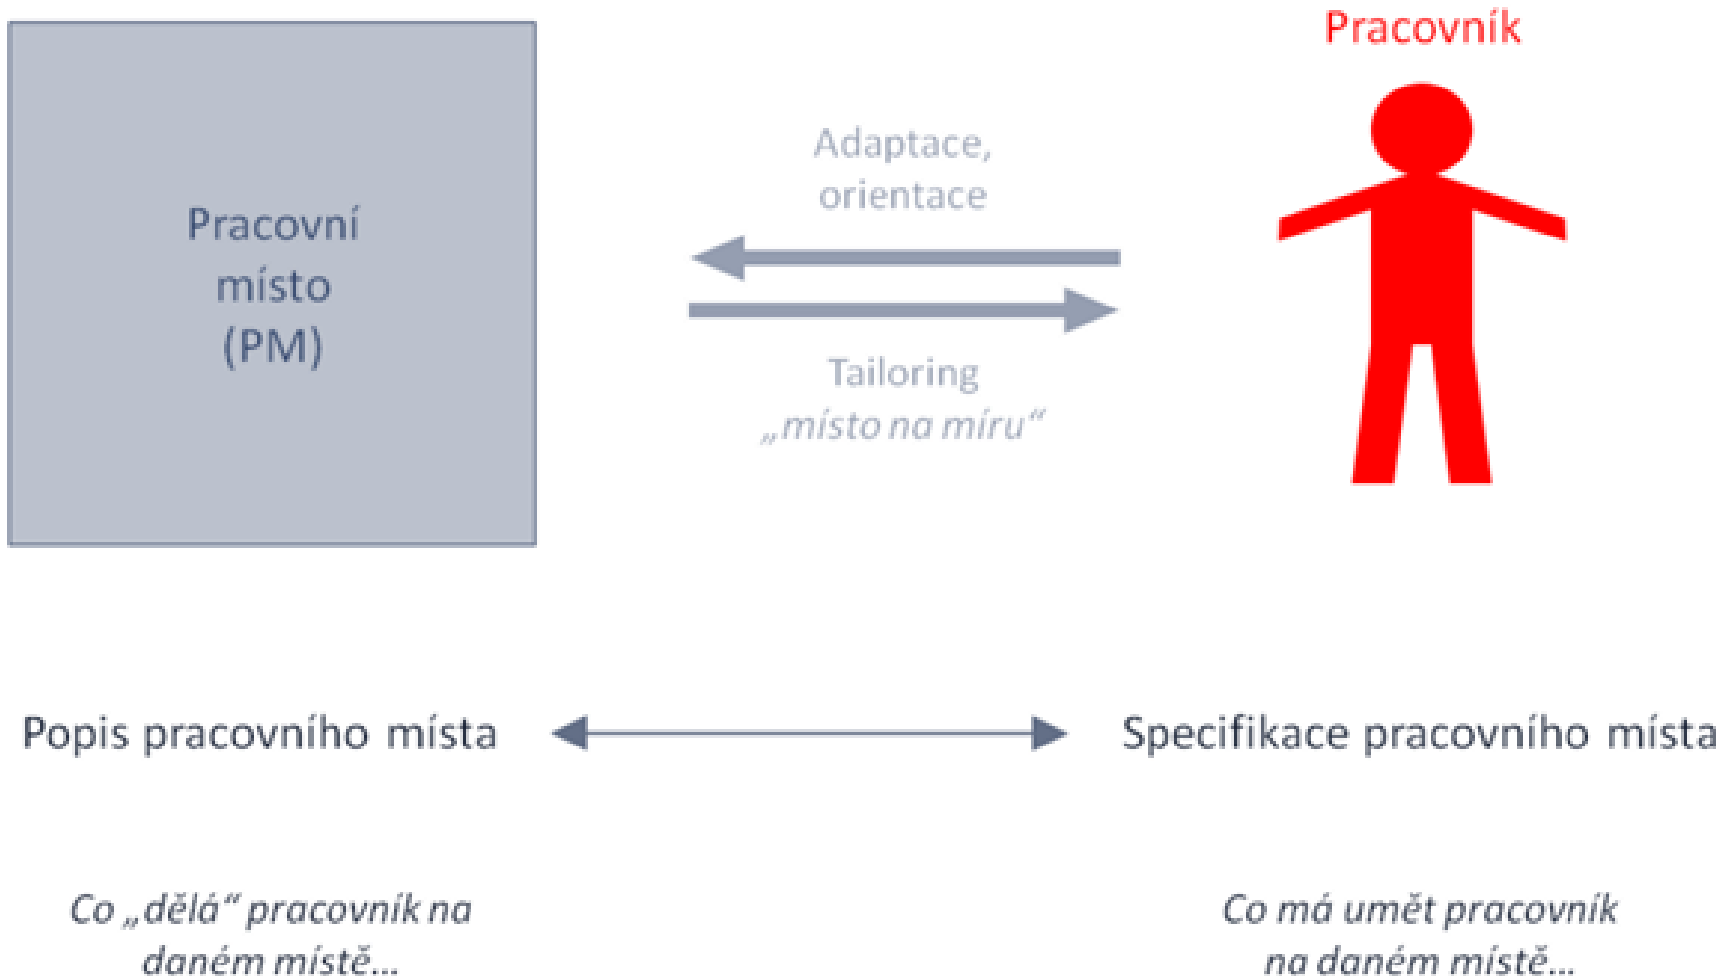 Pracovník
Adaptace,
orientace
Pracovní
místo
(PM)
Tailoring
„místo na míru“
Popis pracovního místa
Specifikace pracovního místa
Co „dělá“ pracovník na
daném místě…
Co má umět pracovník
na daném místě…